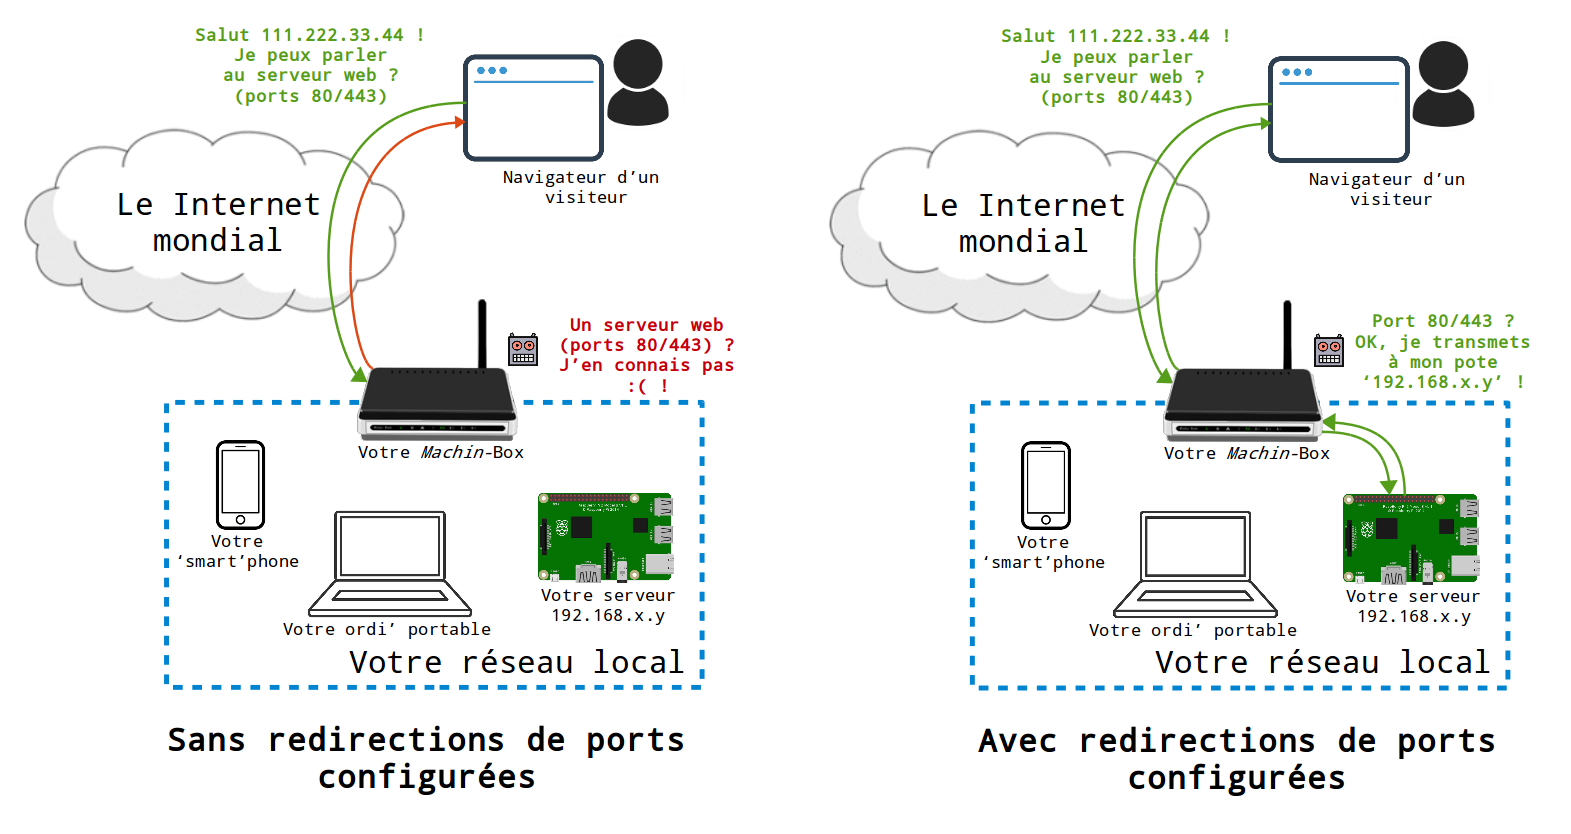 Salut 111.222.33.44 !
Je peux parler
au serveur web ?
(ports 80/443)
Navigateur d’un
visiteur
Le Internet
mondial
Un serveur web
(ports 80/443) ?
J’en connais pas
:( !
Votre Machin-Box
Votre
‘smart’phone
Votre ordi’ portable
Votre serveur
192.168.x.y
Votre réseau local
Sans redirections de ports
configurées
Salut 111.222.33.44 !
Je peux parler
au serveur web ?
(ports 80/443)
Navigateur d’un
visiteur
Le Internet
mondial
Port 80/443 ?
OK, je transmets
à mon pote
‘192.168.x.y’ !
Votre Machin-Box
Votre
‘smart’phone
Votre ordi’ portable
Votre serveur
192.168.x.y
Votre réseau local
Avec redirections de ports
configurées